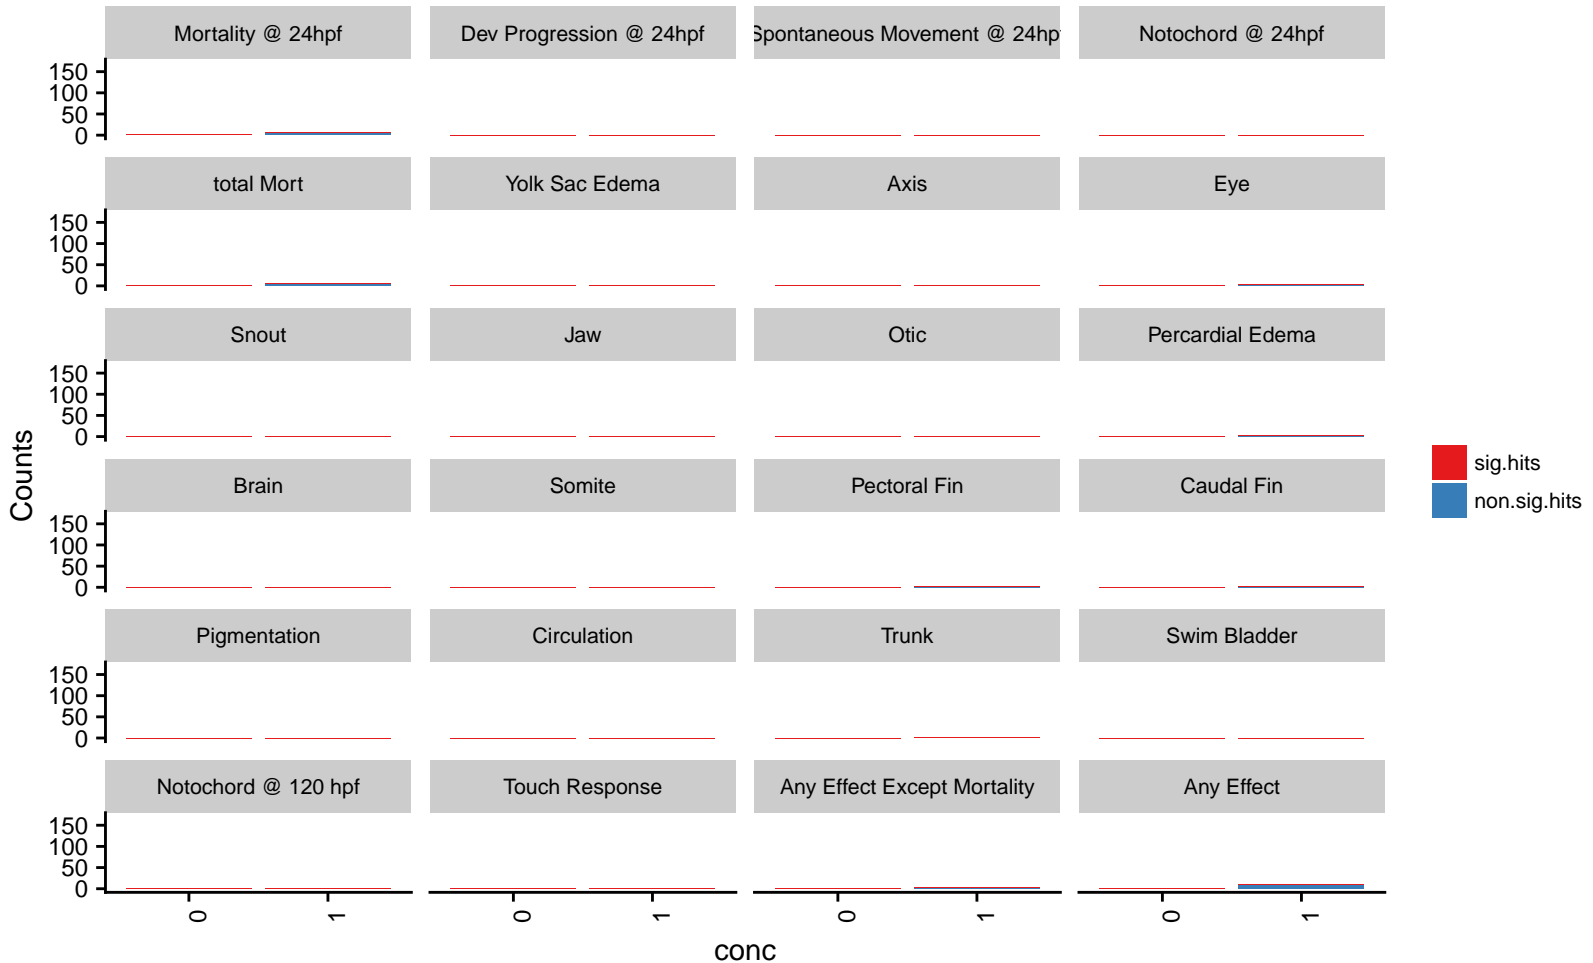 Mortality @ 24hpf
Dev Progression @ 24hpf
Spontaneous Movement @ 24hpf
Notochord @ 24hpf
150
100
50
0
total Mort
Yolk Sac Edema
Axis
Eye
150
100
50
0
Snout
Jaw
Otic
Percardial Edema
150
100
50
0
Counts
sig.hits
non.sig.hits
Brain
Somite
Pectoral Fin
Caudal Fin
150
100
50
0
Pigmentation
Circulation
Trunk
Swim Bladder
150
100
50
0
Notochord @ 120 hpf
Touch Response
Any Effect Except Mortality
Any Effect
150
100
50
0
0
1
0
1
0
1
0
1
conc